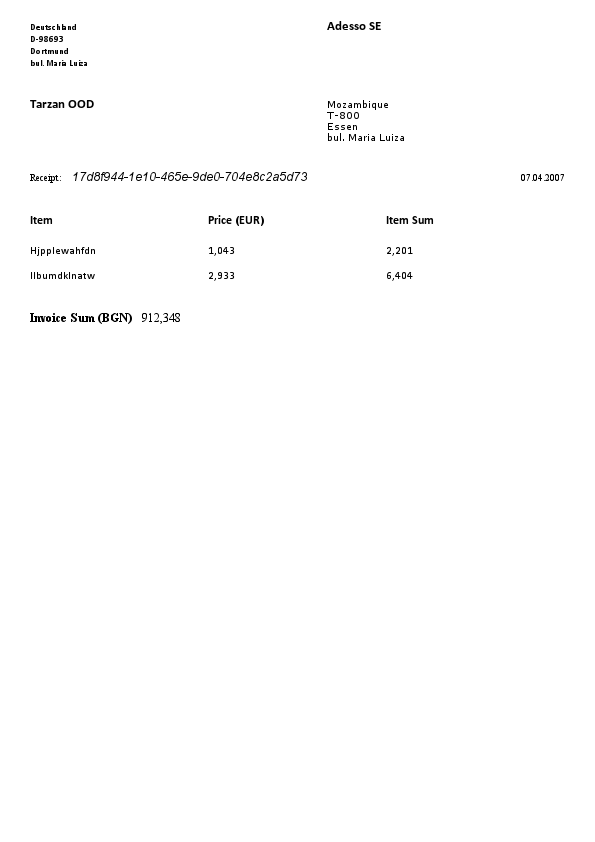 Deutschland
D-98693
Dortmund
bul. Maria Luiza
Adesso SE
Tarzan OOD
Mozambique
T-800
Essen
bul. Maria Luiza
Receipt: 17d8f944-1e10-465e-9de0-704e8c2a5d73 07.04.2007
Item Price (EUR) Item Sum
Hjpplewahfdn 1,043 2,201
Ilbumdklnatw 2,933 6,404
Invoice Sum (BGN) 912,348